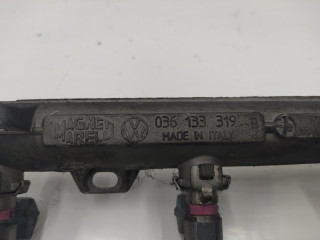 MAGNETI
MARELLI
036 133 319 B
MADE IN ITALY